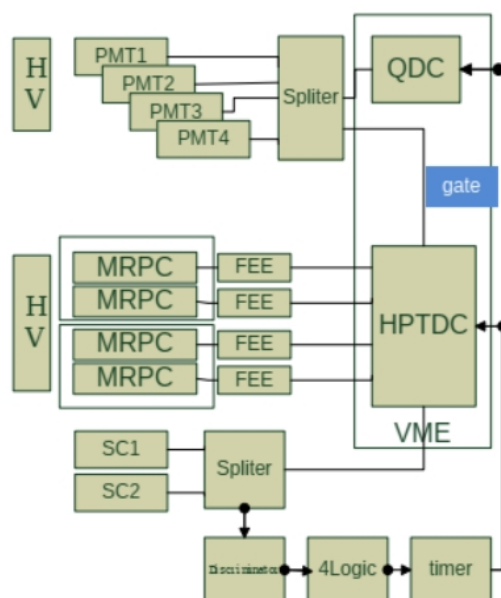 H
V
PMT1
PMT2
PMT3
PMT4
Spliter
QDC
gate
H
V
MRPC
FEE
MRPC
FEE
MRPC
FEE
MRPC
FEE
HPTDC
VME
SC1
SC2
Spliter
Discriminator
4Logic
timer